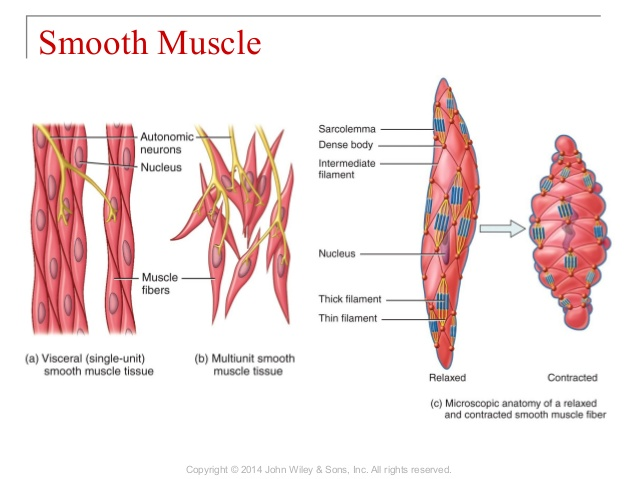 Smooth Muscle
Autonomic
neurons
Nucleus
Muscle
fibers
(a) Visceral (single-unit)
smooth muscle tissue
(b) Multiunit smooth
muscle tissue
Sarcolemma
Dense body
Intermediate
filament
Nucleus
Thick filament
Thin filament
Relaxed
Contracted
(c) Microscopic anatomy of a relaxed
and contracted smooth muscle fiber
Copyright © 2014 John Wiley & Sons, Inc. All rights reserved.